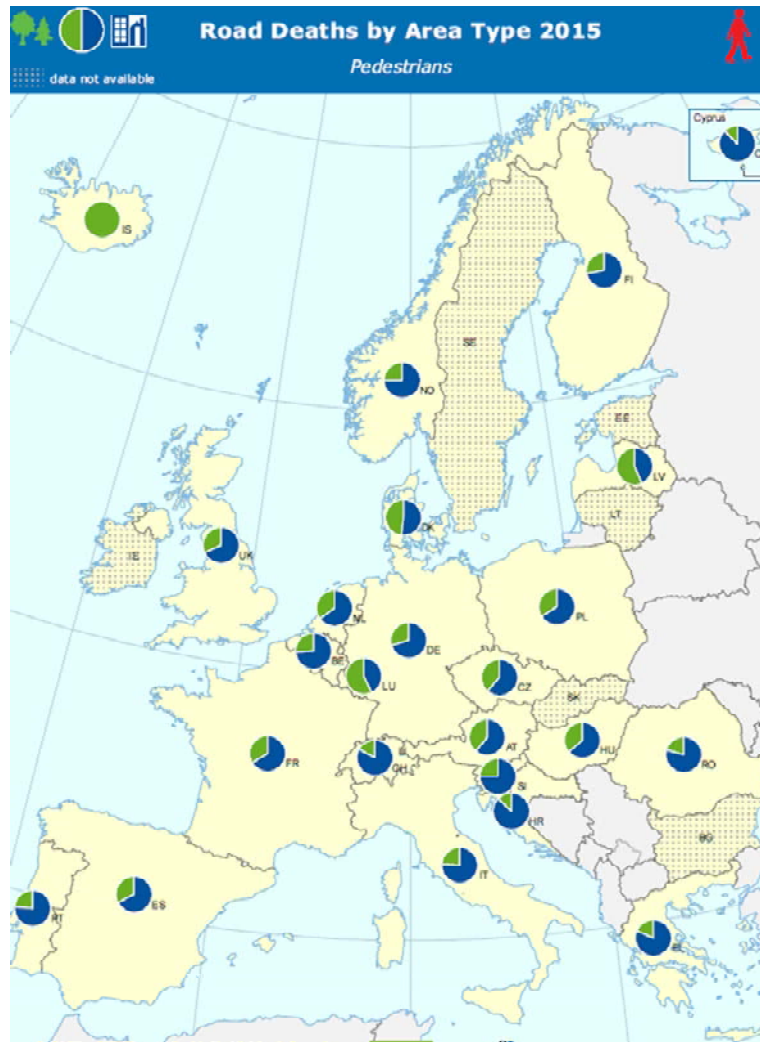 Road Deaths by Area Type 2015
Pedestrians
data not available
Cyprus
IS
FI
NO
SE
EE
LV
LT
DK
UK
NL
PL
BE
DE
LU
CZ
SK
AT
HU
FR
CH
SI
RO
HR
BG
IT
ES
PT
EL